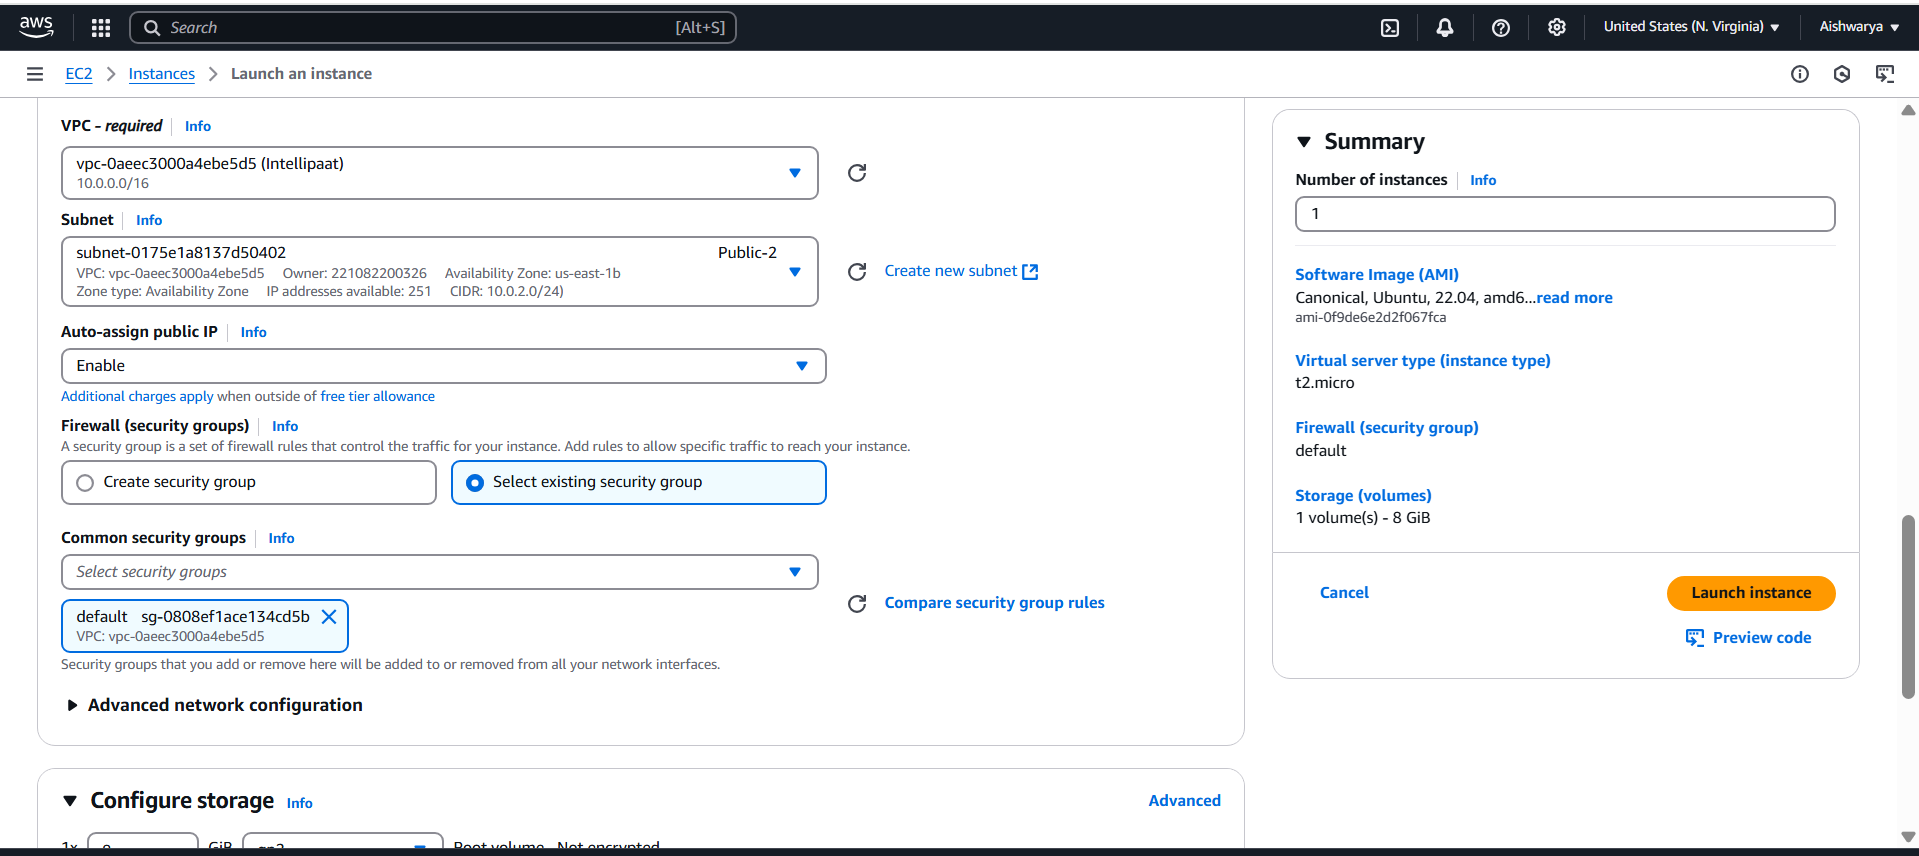 aws
Search [Alt+S]
United States (N. Virginia)
Aishwarya
EC2 > Instances > Launch an instance
VPC - required Info
vpc-0aeec3000a4ebe5d5 (Intellipaat)
10.0.0.0/16
Subnet Info
subnet-0175e1a8137d50402 Public-2
VPC: vpc-0aeec3000a4ebe5d5 Owner: 221082200326 Availability Zone: us-east-1b
Zone type: Availability Zone IP addresses available: 251 CIDR: 10.0.2.0/24)
Create new subnet
Auto-assign public IP Info
Enable
Additional charges apply when outside of free tier allowance
Firewall (security groups) Info
A security group is a set of firewall rules that control the traffic for your instance. Add rules to allow specific traffic to reach your instance.
Create security group
Select existing security group
Common security groups Info
Select security groups
default sg-0808ef1ace134cd5b
VPC: vpc-0aeec3000a4ebe5d5
Compare security group rules
Security groups that you add or remove here will be added to or removed from all your network interfaces.
Advanced network configuration
Configure storage Info
Advanced
1x GiB gp2 Root volume, Not encrypted
Summary
Number of instances Info
1
Software Image (AMI)
Canonical, Ubuntu, 22.04, amd6...read more
ami-0f9de6e2d2f067fca
Virtual server type (instance type)
t2.micro
Firewall (security group)
default
Storage (volumes)
1 volume(s) - 8 GiB
Cancel
Launch instance
Preview code